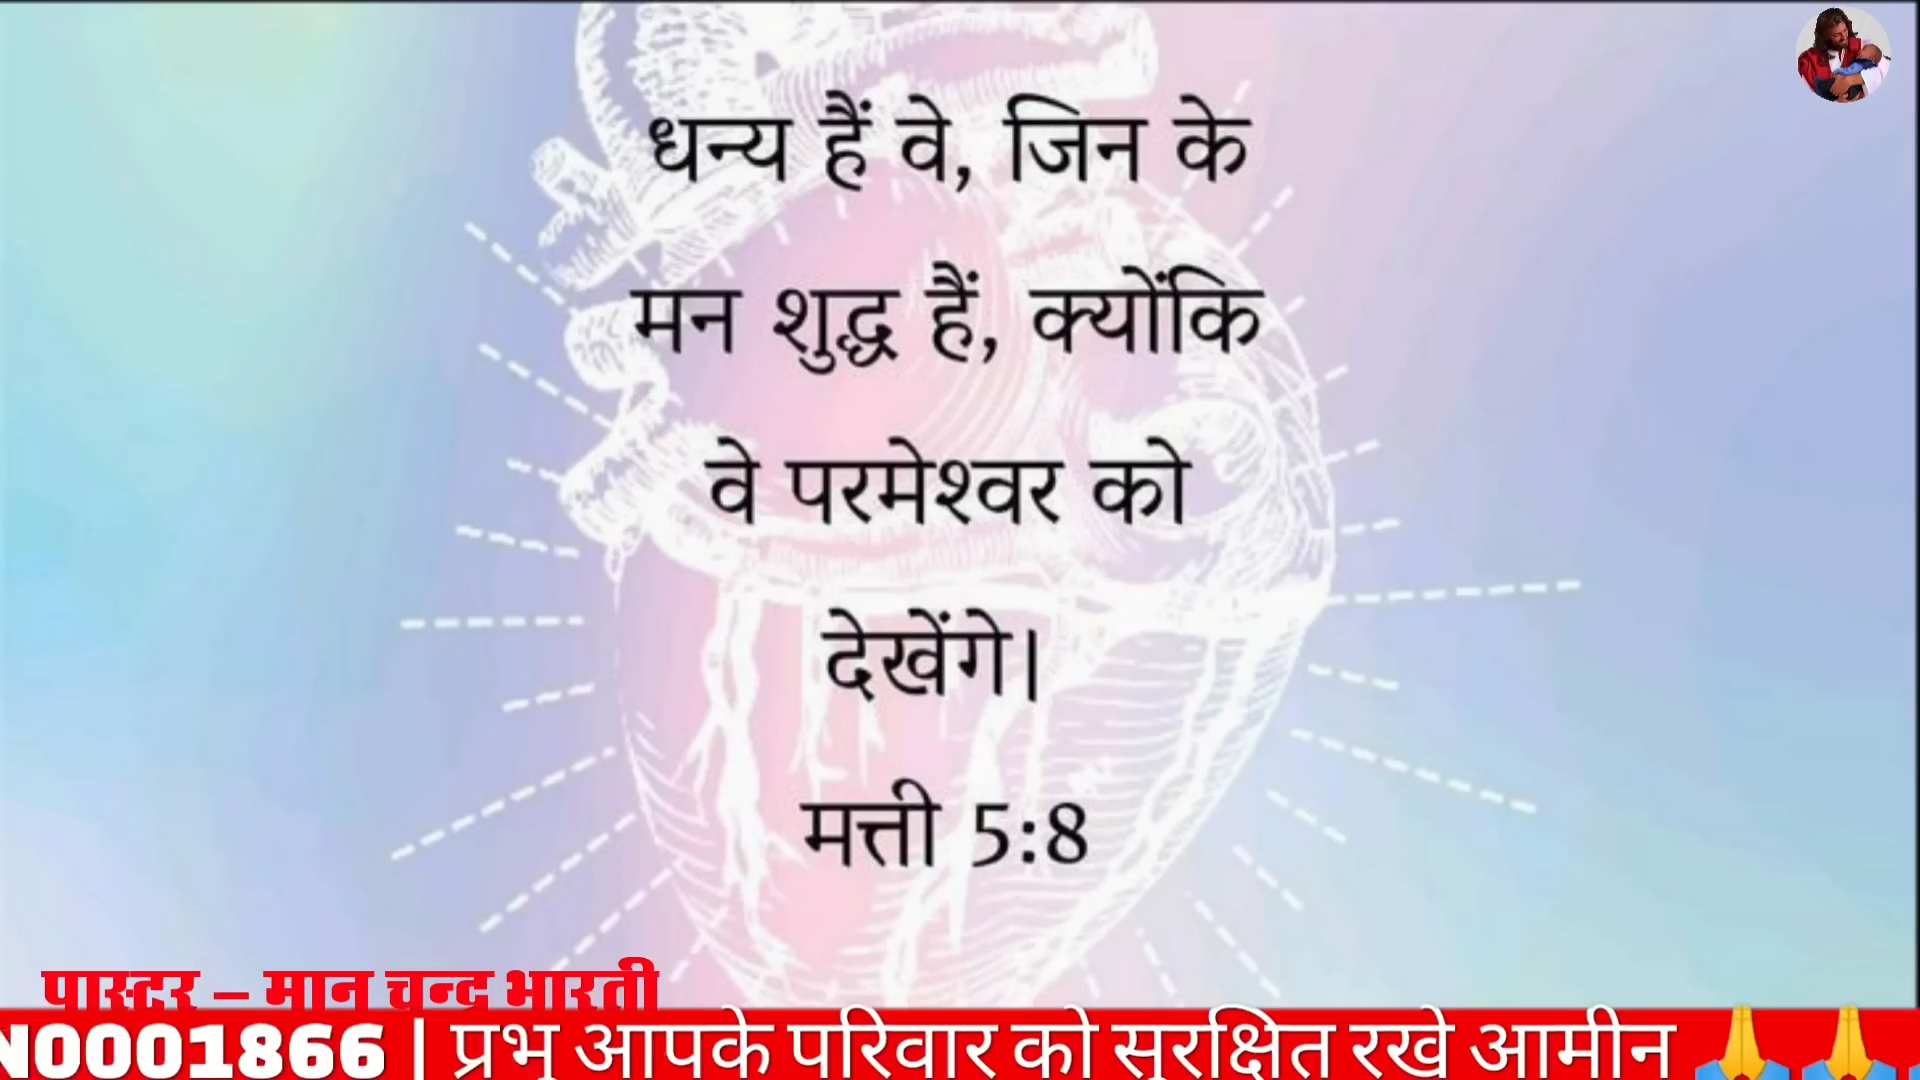 धन्य हैं वे, जिन के
मन शुद्ध हैं, क्योंकि
वे परमेश्वर को
देखेंगे।
मत्ती 5:8
पास्टर – मान चन्द्र भारती
N0001866 | प्रभु आपके परिवार को सुरक्षित रखे आमीन 🙏🙏